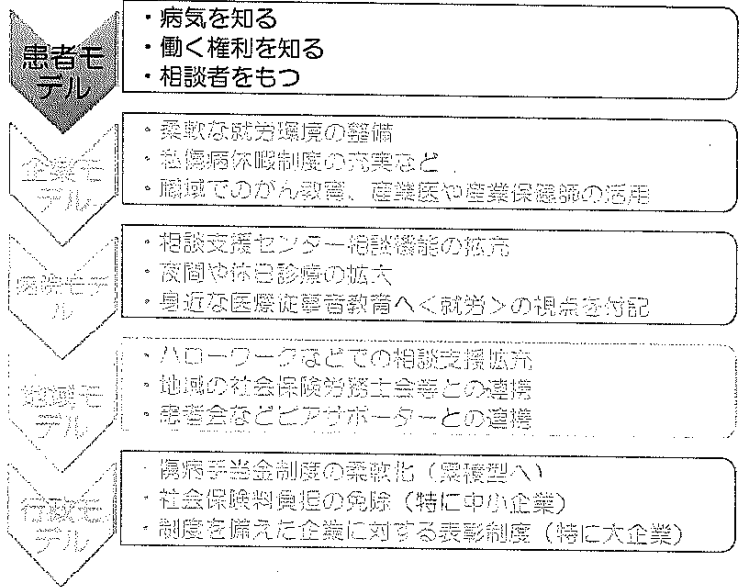 患者モ
デル
・病気を知る
・働く権利を知る
・相談者をもつ
企業モ
デル
・柔軟な就労環境の整備
・私傷病休暇制度の充実など
・職域でのがん教育、産業医や産業保健師の活用
病院モデ
ル
・相談支援センター相談機能の拡充
・夜間や休日診療の拡大
・身近な医療従事者教育へ＜就労＞の視点を付記
地域モ
デル
・ハローワークなどでの相談支援拡充
・地域の社会保険労務士会等との連携
・患者会などピアサポーターとの連携
行政モ
デル
・傷病手当金制度の柔軟化（累積型へ）
・社会保険料負担の免除（特に中小企業）
・制度を備えた企業に対する表彰制度（特に大企業）